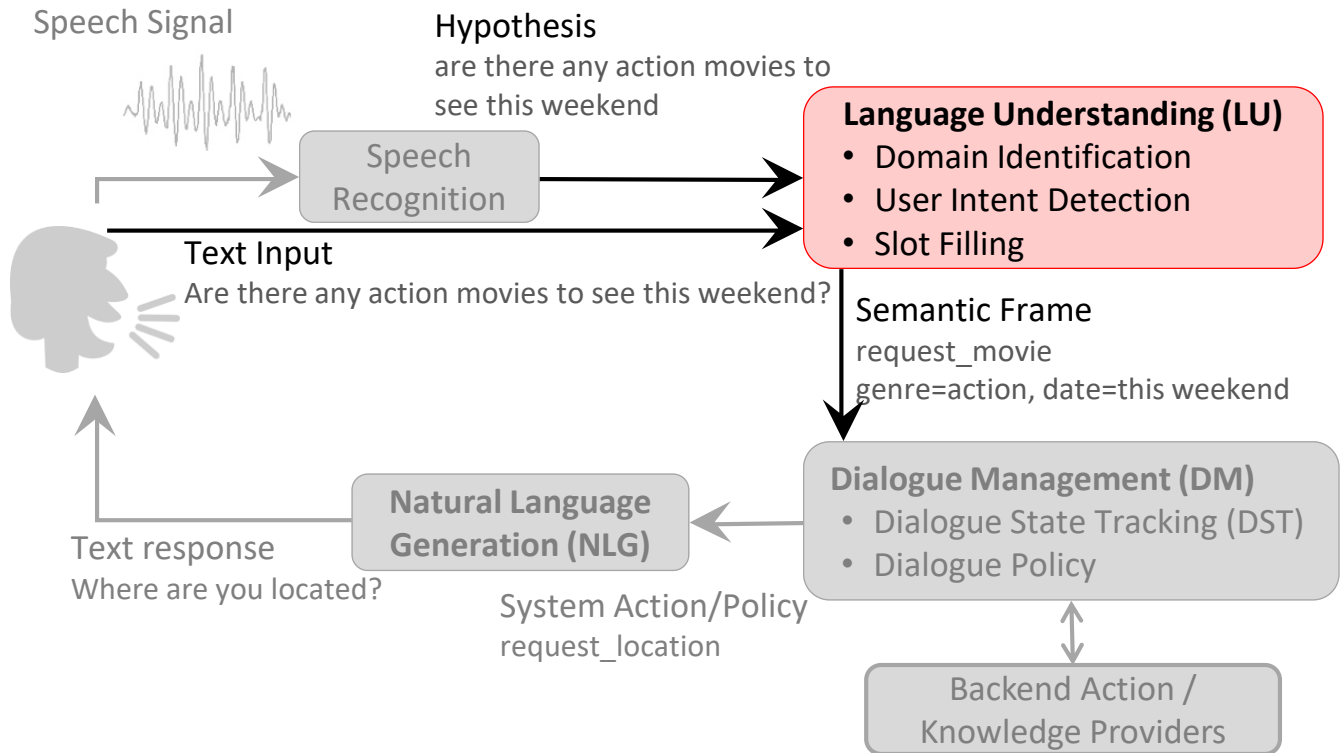 Speech Signal
Hypothesis
are there any action movies to
see this weekend
Language Understanding (LU)
• Domain Identification
• User Intent Detection
• Slot Filling
Speech
Recognition
Text Input
Are there any action movies to see this weekend?
Semantic Frame
request_movie
genre=action, date=this weekend
Dialogue Management (DM)
• Dialogue State Tracking (DST)
• Dialogue Policy
Natural Language
Generation (NLG)
Text response
Where are you located?
System Action/Policy
request_location
Backend Action /
Knowledge Providers